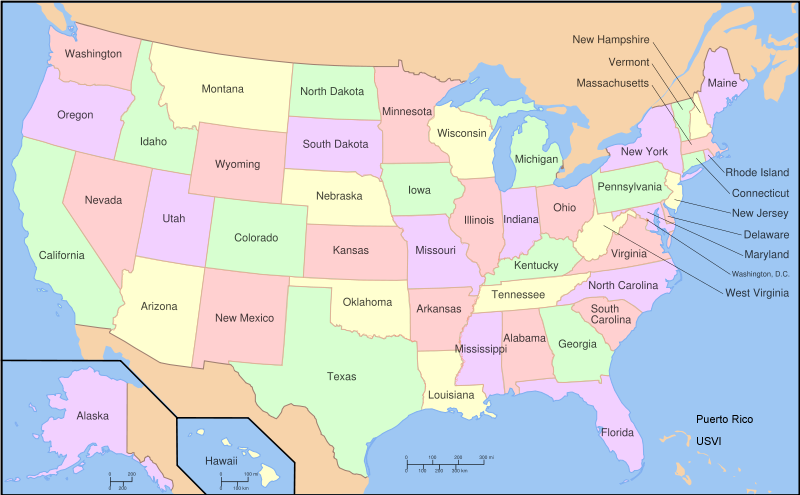 New Hampshire
Vermont
Massachusetts
Washington
Montana
North Dakota
Minnesota
Maine
Oregon
Idaho
Wisconsin
South Dakota
Michigan
New York
Wyoming
Rhode Island
Iowa
Pennsylvania
Connecticut
Nebraska
Nevada
Utah
Illinois
Indiana
Ohio
New Jersey
Colorado
Delaware
California
Kansas
Missouri
Virginia
Maryland
Kentucky
Washington, D.C.
North Carolina
West Virginia
Tennessee
Arizona
Oklahoma
Arkansas
South
Carolina
New Mexico
Mississippi
Alabama
Georgia
Texas
Louisiana
Alaska
Puerto Rico
Florida
USVI
Hawaii
0 100 200 300 mi
0 100 200 300 km
0 200
0 200
0 100 mi
0 100 km